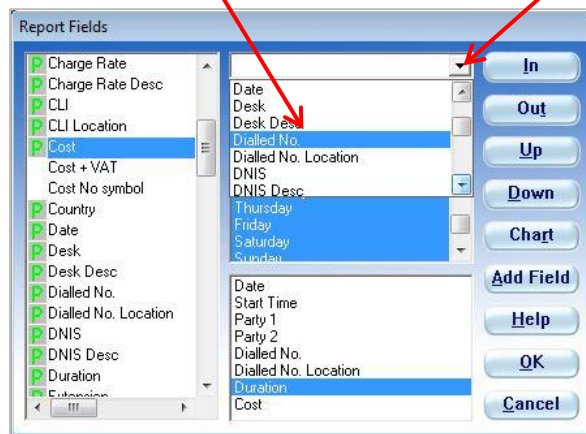 Report Fields
Charge Rate
Charge Rate Desc
CLI
CLI Location
Cost
Cost + VAT
Cost No symbol
Country
Date
Desk
Desk Desc
Dialled No.
Dialled No. Location
DNIS
DNIS Desc
Duration
Extension
Date
Desk
Desk Desc
Dialled No.
Dialled No. Location
DNIS
DNIS Desc
Thursday
Friday
Saturday
Sunday
Date
Start Time
Party 1
Party 2
Dialled No.
Dialled No. Location
Duration
Cost
In
Out
Up
Down
Chart
Add Field
Help
OK
Cancel